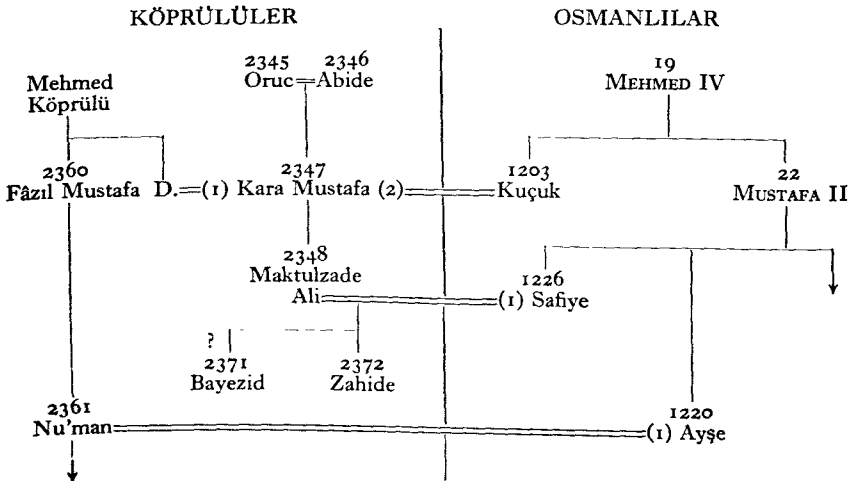 KÖPRÜLÜLER OSMANLILAR
2345 2346 19
Mehmed Oruc=Abide MEHMED IV
Köprülü
2360 2347 1203 22
Fâzıl Mustafa D.=(1) Kara Mustafa (2) Kuçuk MUSTAFA II
2348
Maktulzade 1226
Ali (1) Safiye
?
2371 2372
Bayezid Zahide
2361 1220
Nu'man (1) Ayşe